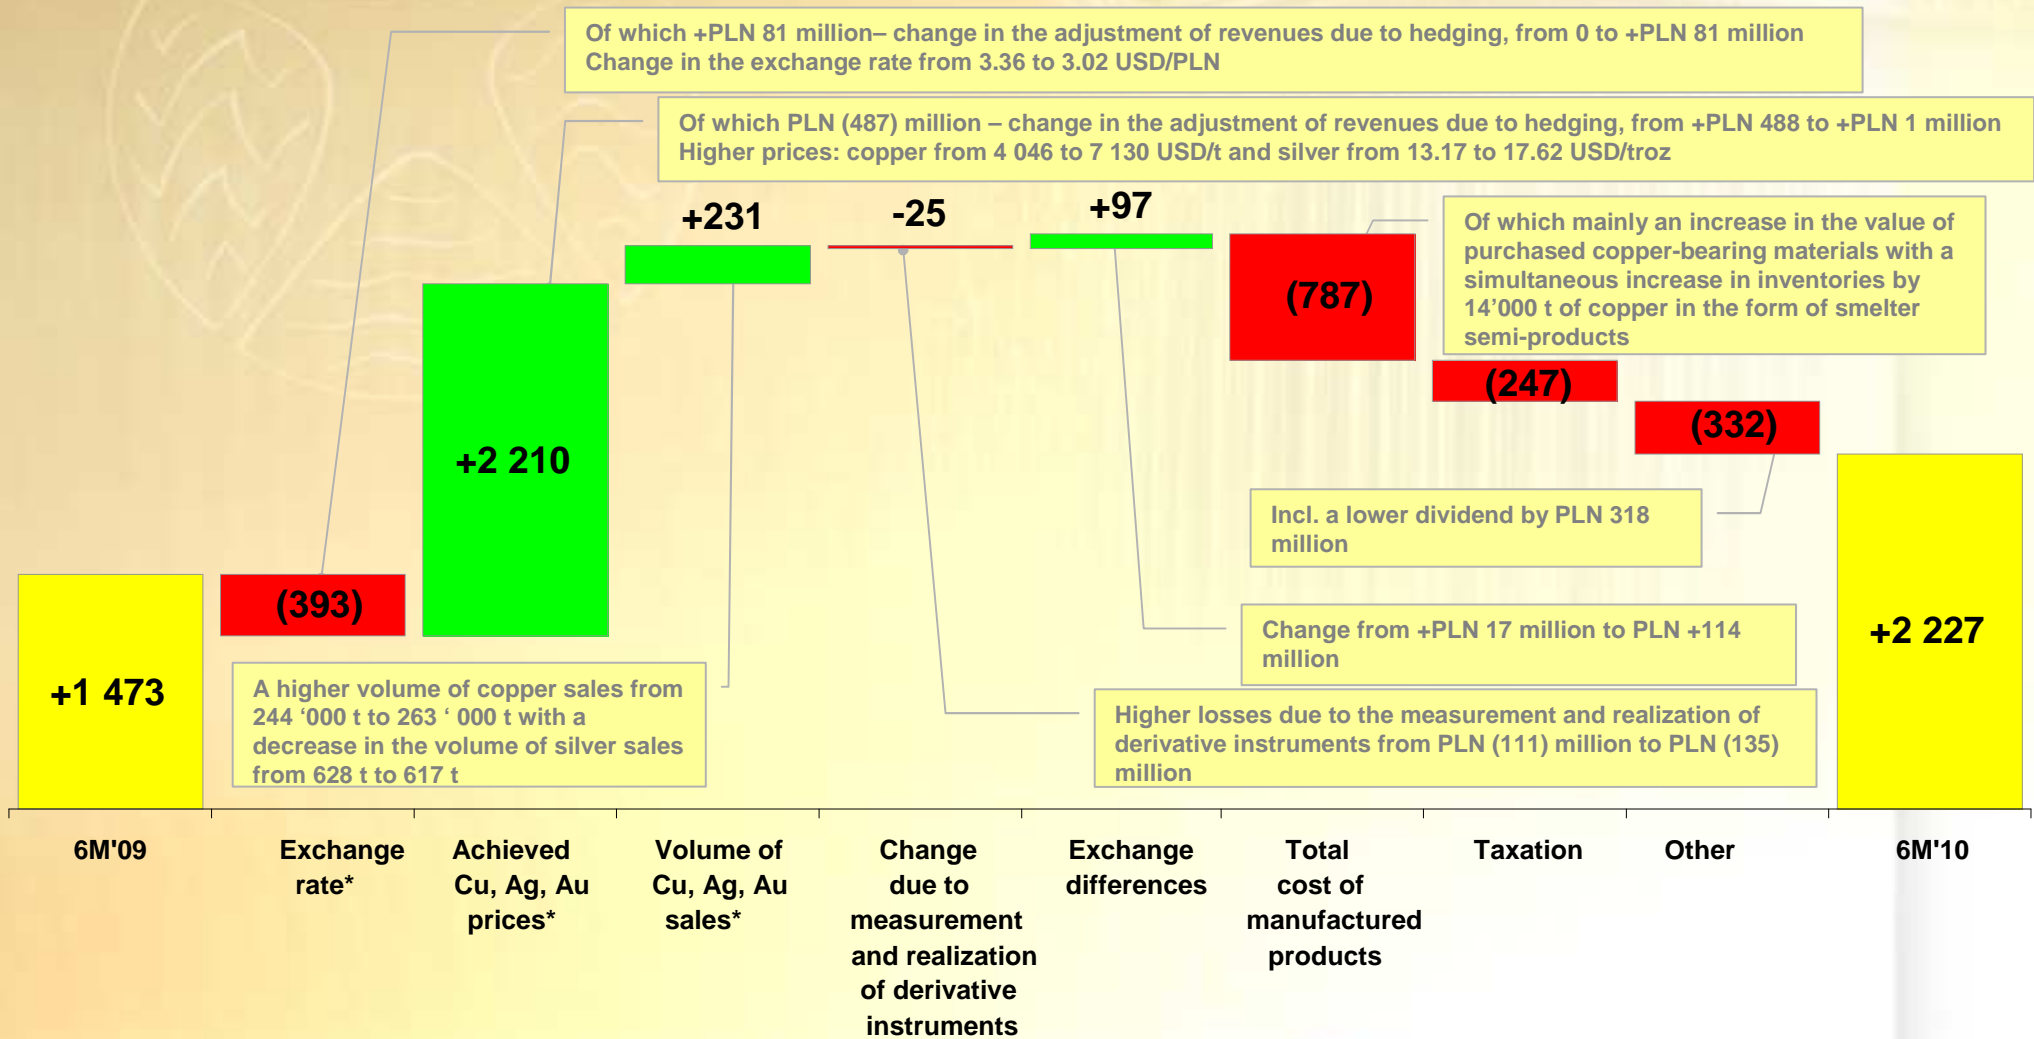 Of which +PLN 81 million– change in the adjustment of revenues due to hedging, from 0 to +PLN 81 million
Change in the exchange rate from 3.36 to 3.02 USD/PLN
Of which PLN (487) million – change in the adjustment of revenues due to hedging, from +PLN 488 to +PLN 1 million
Higher prices: copper from 4 046 to 7 130 USD/t and silver from 13.17 to 17.62 USD/troz
+231
-25
+97
Of which mainly an increase in the value of
purchased copper-bearing materials with a
simultaneous increase in inventories by
14’000 t of copper in the form of smelter
semi-products
(787)
(247)
(332)
+2 210
Incl. a lower dividend by PLN 318
million
(393)
Change from +PLN 17 million to PLN +114
million
+2 227
+1 473
A higher volume of copper sales from
244 ‘000 t to 263 ‘ 000 t with a
decrease in the volume of silver sales
from 628 t to 617 t
Higher losses due to the measurement and realization of
derivative instruments from PLN (111) million to PLN (135)
million
6M'09
Exchange
rate*
Achieved
Cu, Ag, Au
prices*
Volume of
Cu, Ag, Au
sales*
Change
due to
measurement
and realization
of derivative
instruments
Exchange
differences
Total
cost of
manufactured
products
Taxation
Other
6M'10